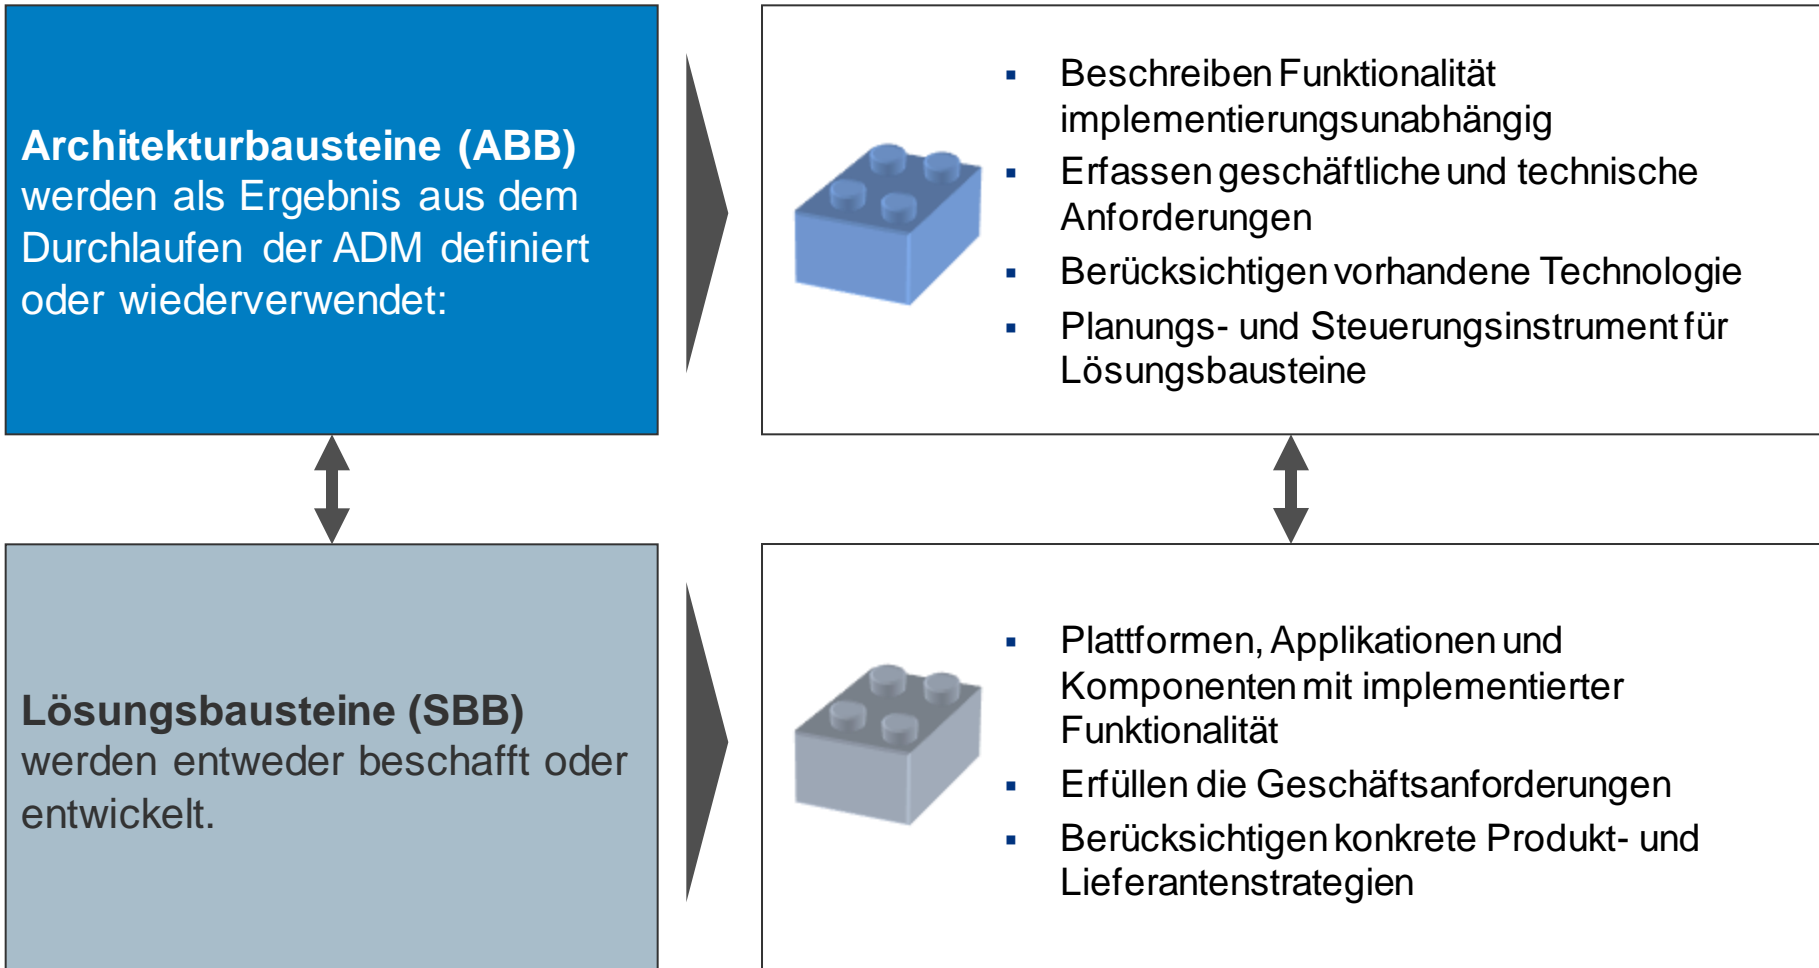 Architekturbausteine (ABB)
werden als Ergebnis aus dem
Durchlaufen der ADM definiert
oder wiederverwendet:
▪ Beschreiben Funktionalität
implementierungsunabhängig
▪ Erfassen geschäftliche und technische
Anforderungen
▪ Berücksichtigen vorhandene Technologie
▪ Planungs- und Steuerungsinstrument für
Lösungsbausteine
Lösungsbausteine (SBB)
werden entweder beschafft oder
entwickelt.
▪ Plattformen, Applikationen und
Komponenten mit implementierter
Funktionalität
▪ Erfüllen die Geschäftsanforderungen
▪ Berücksichtigen konkrete Produkt- und
Lieferantenstrategien